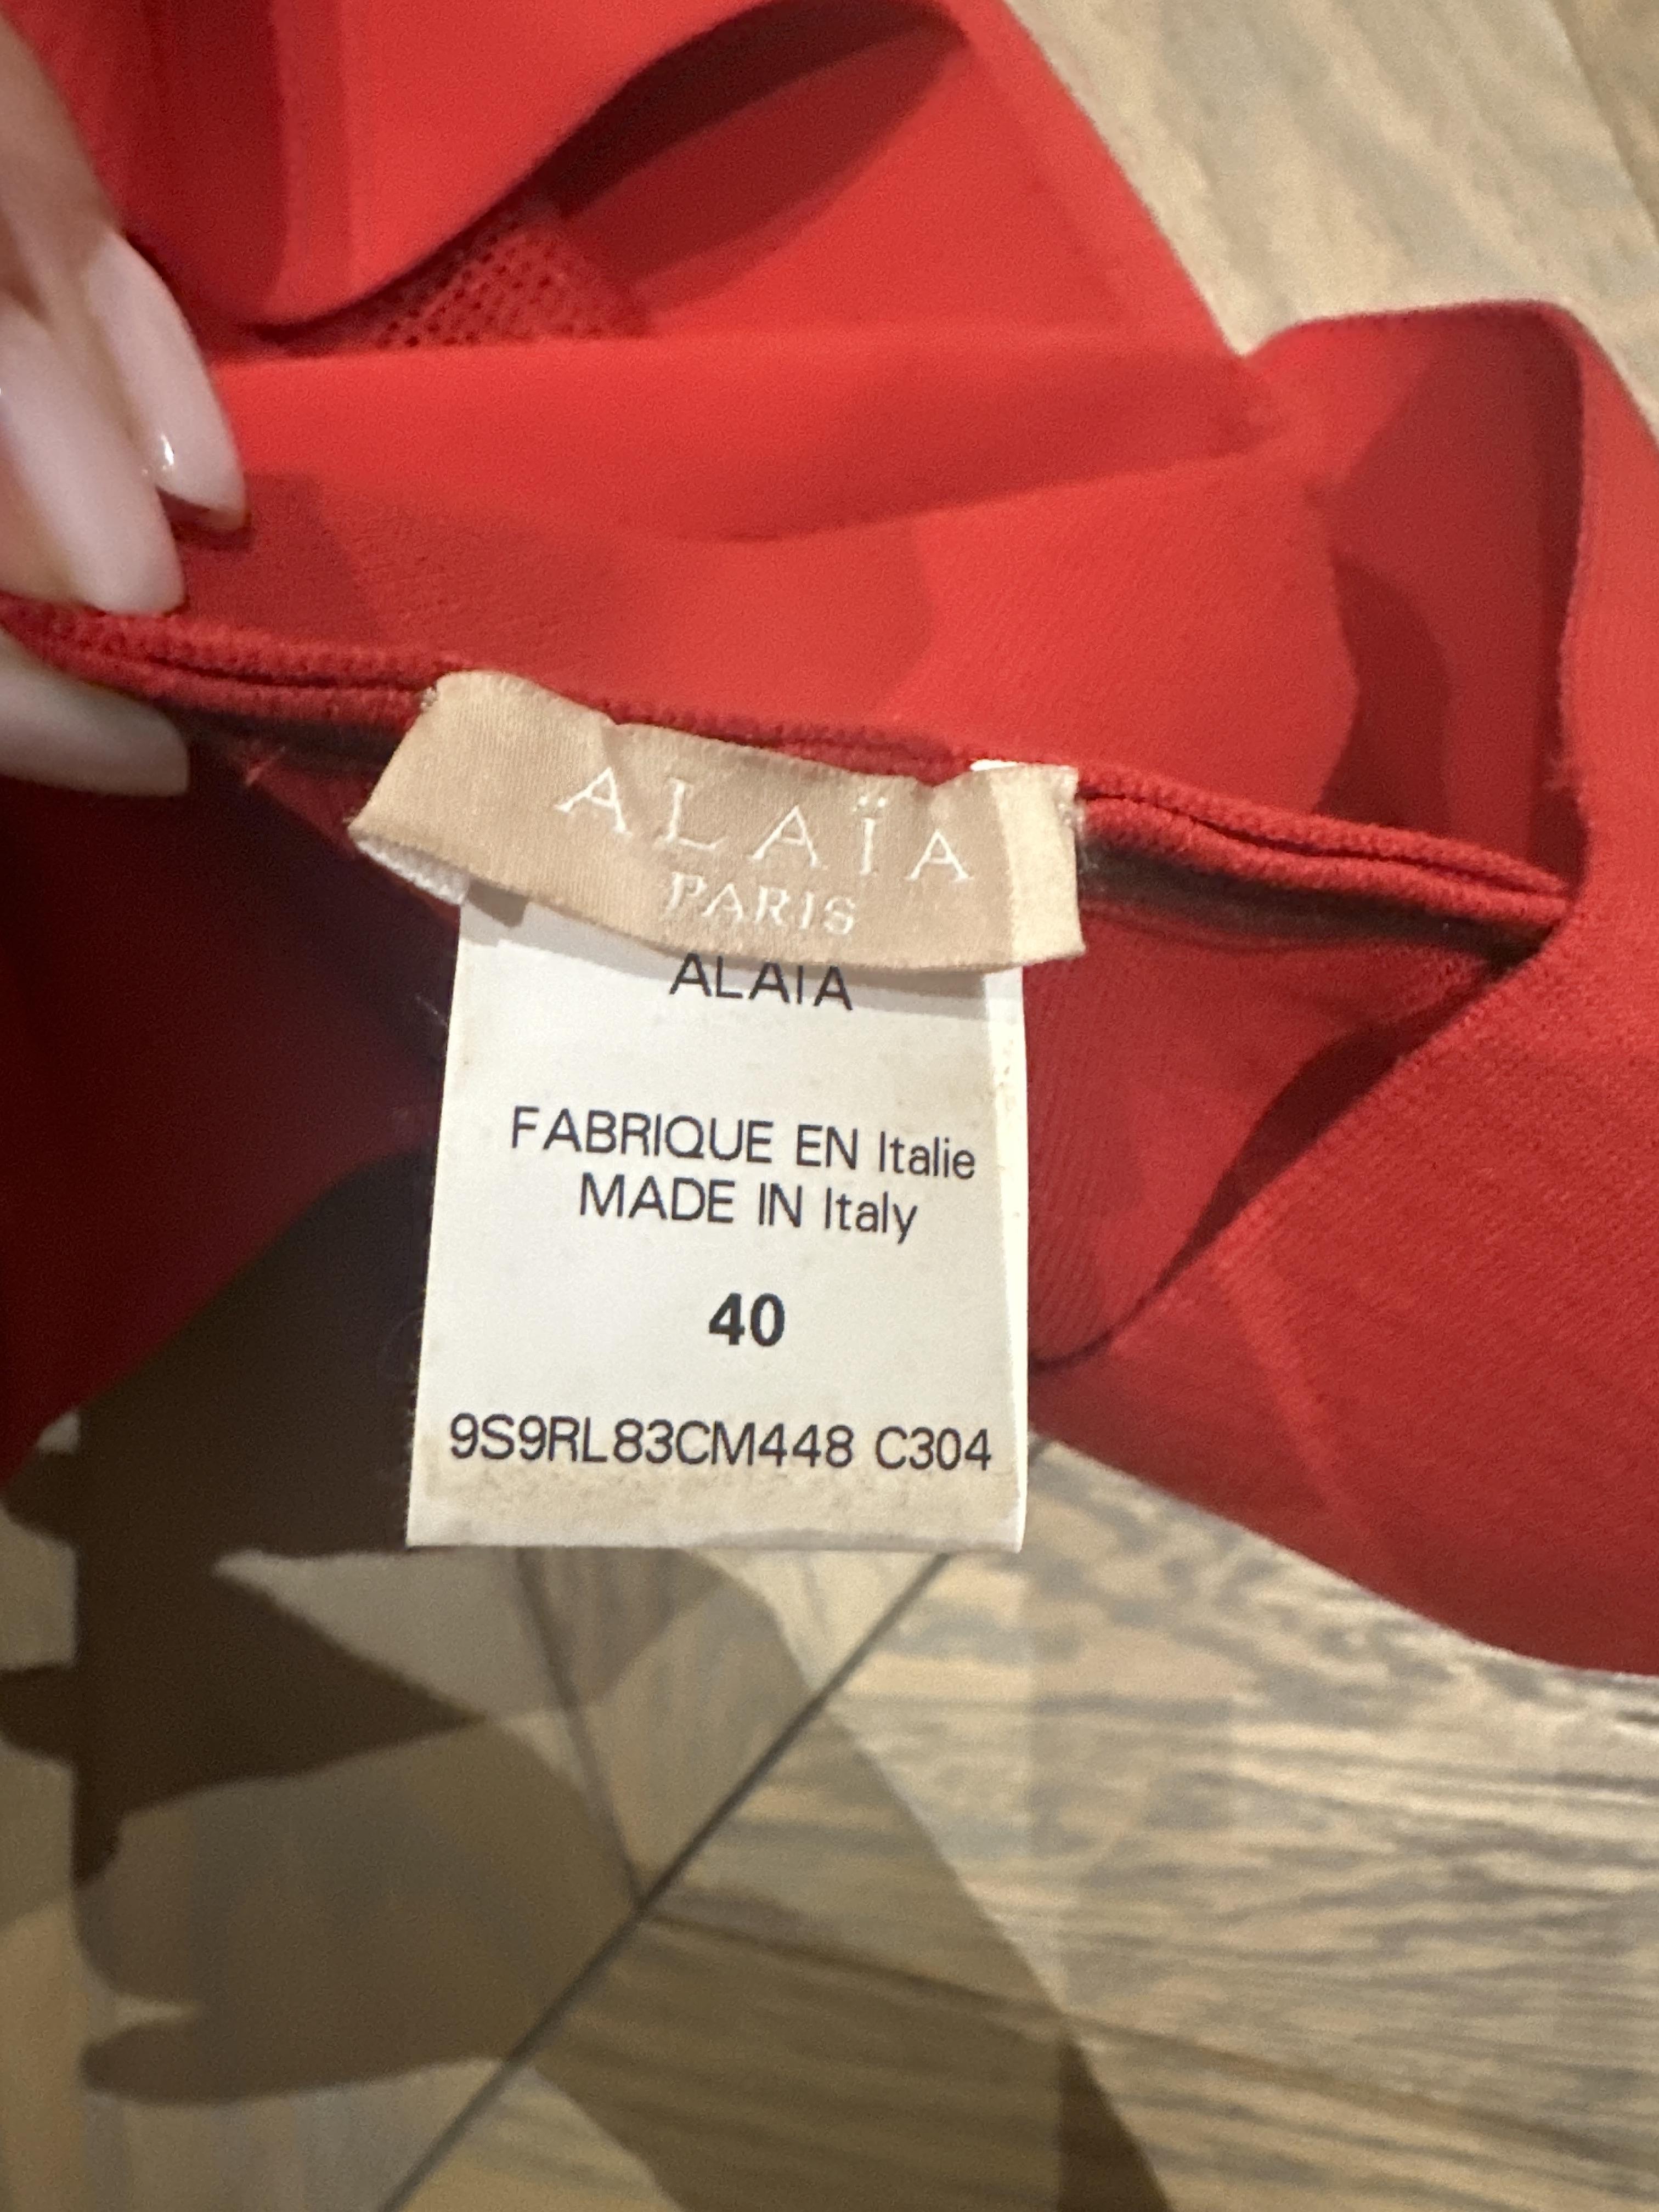 ALAÏA
PARIS
ALAIA
FABRIQUE EN Italie
MADE IN Italy
40
9S9RL83CM448 C304